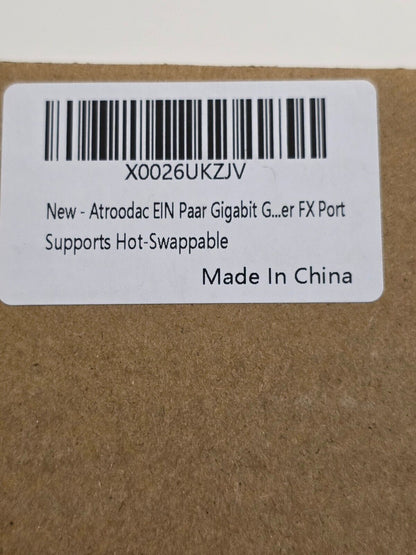 X0026UKZJV
New - Atroodac EIN Paar Gigabit G...er FX Port
Supports Hot-Swappable
Made In China